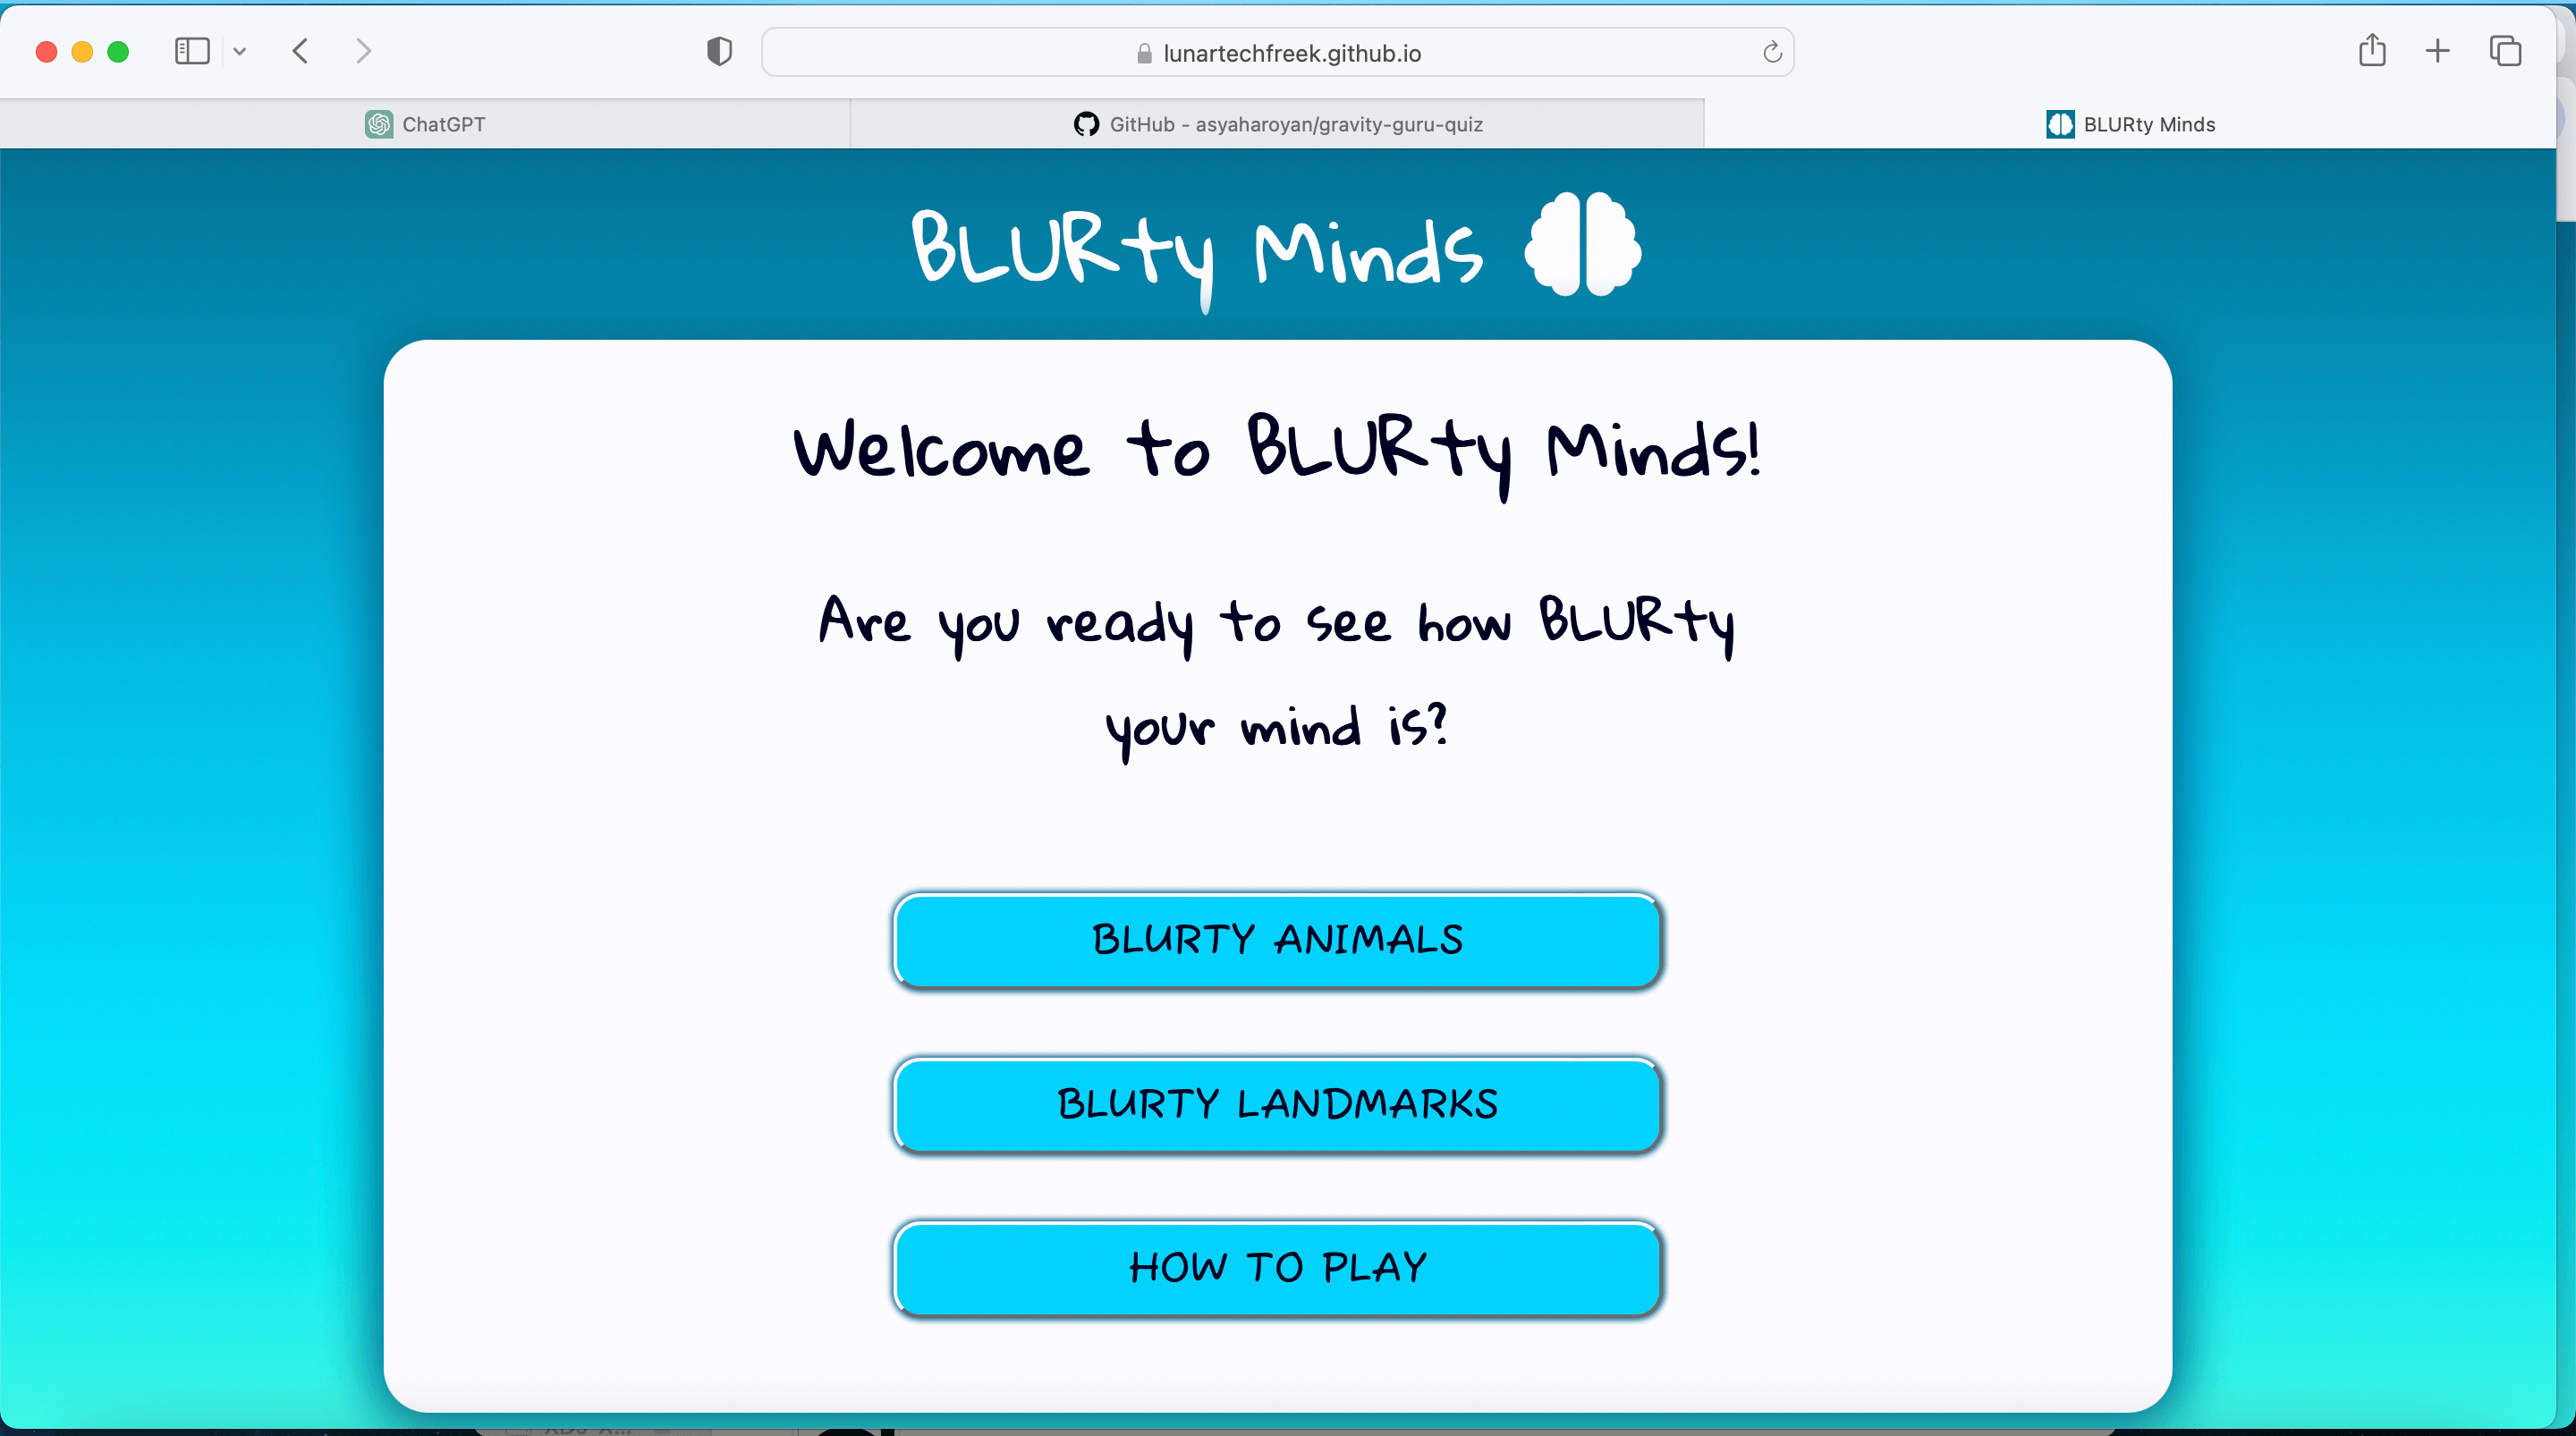 lunartechfreek.github.io
ChatGPT
GitHub - asyaharoyan/gravity-guru-quiz
BLURty Minds
BLURty Minds
Welcome to BLURty Minds!
Are you ready to see how BLURty
your mind is?
BLURTY ANIMALS
BLURTY LANDMARKS
HOW TO PLAY